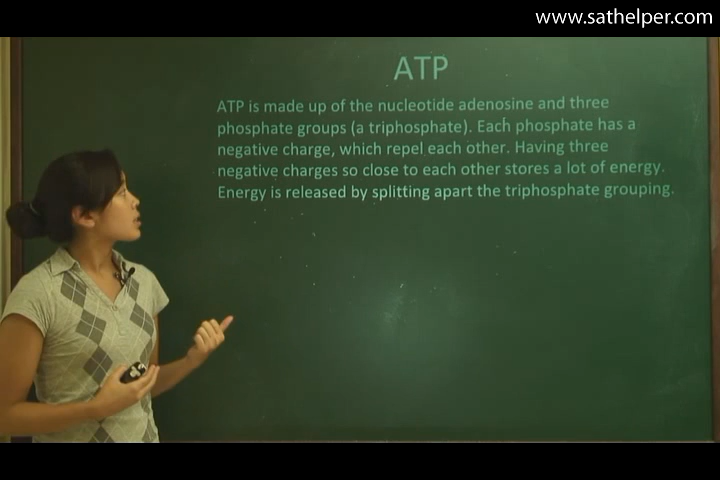 www.sathelper.com
ATP
ATP is made up of the nucleotide adenosine and three
phosphate groups (a triphosphate). Each phosphate has a
negative charge, which repel each other. Having three
negative charges so close to each other stores a lot of energy.
Energy is released by splitting apart the triphosphate grouping.